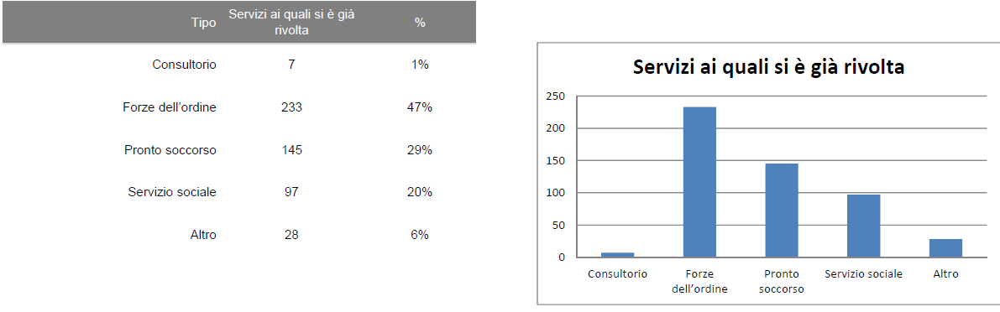 Tipo Servizi ai quali si è già rivolta %
Consultorio 7 1%
Forze dell'ordine 233 47%
Pronto soccorso 145 29%
Servizio sociale 97 20%
Altro 28 6%
Servizi ai quali si è già rivolta
250
200
150
100
50
0
Consultorio Forze dell'ordine Pronto soccorso Servizio sociale Altro